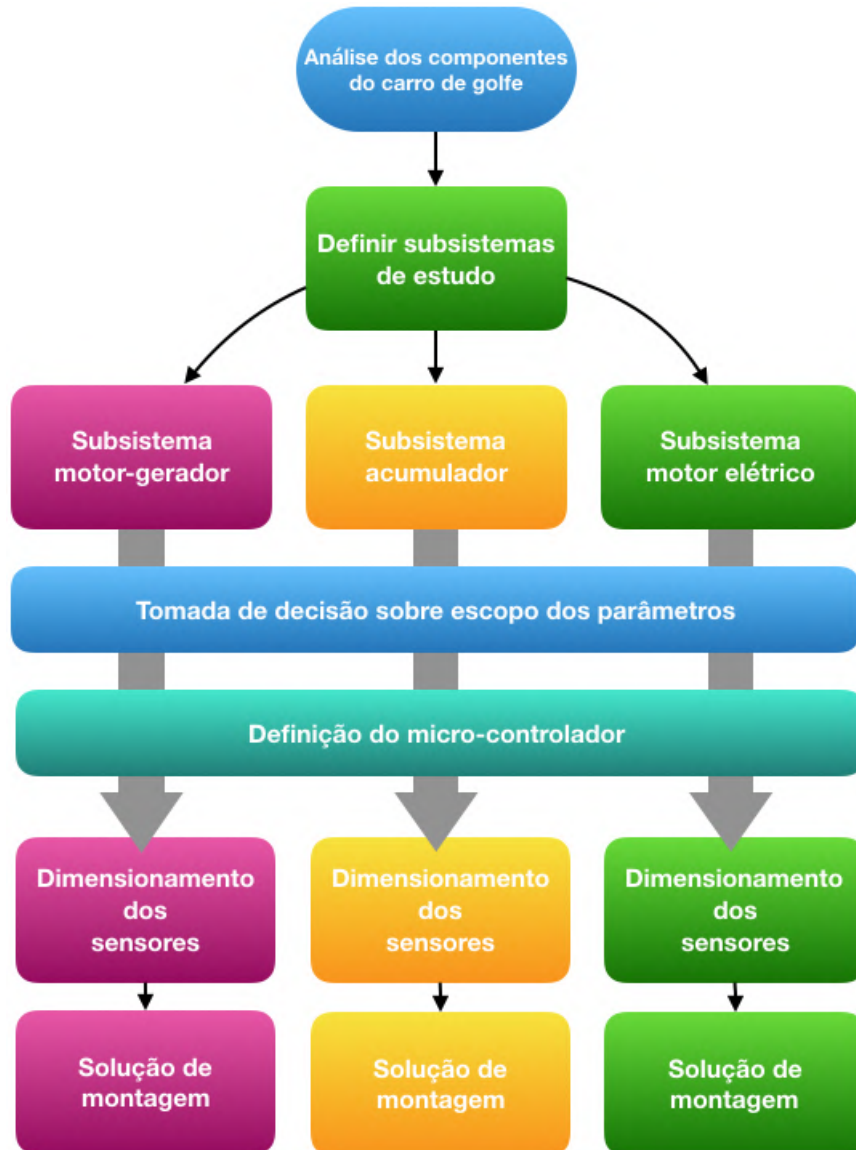 Análise dos componentes
do carro de golfe
Definir subsistemas
de estudo
Subsistema
motor-gerador
Subsistema
acumulador
Subsistema
motor elétrico
Tomada de decisão sobre escopo dos parâmetros
Definição do micro-controlador
Dimensionamento
dos
sensores
Dimensionamento
dos
sensores
Dimensionamento
dos
sensores
Solução de
montagem
Solução de
montagem
Solução de
montagem